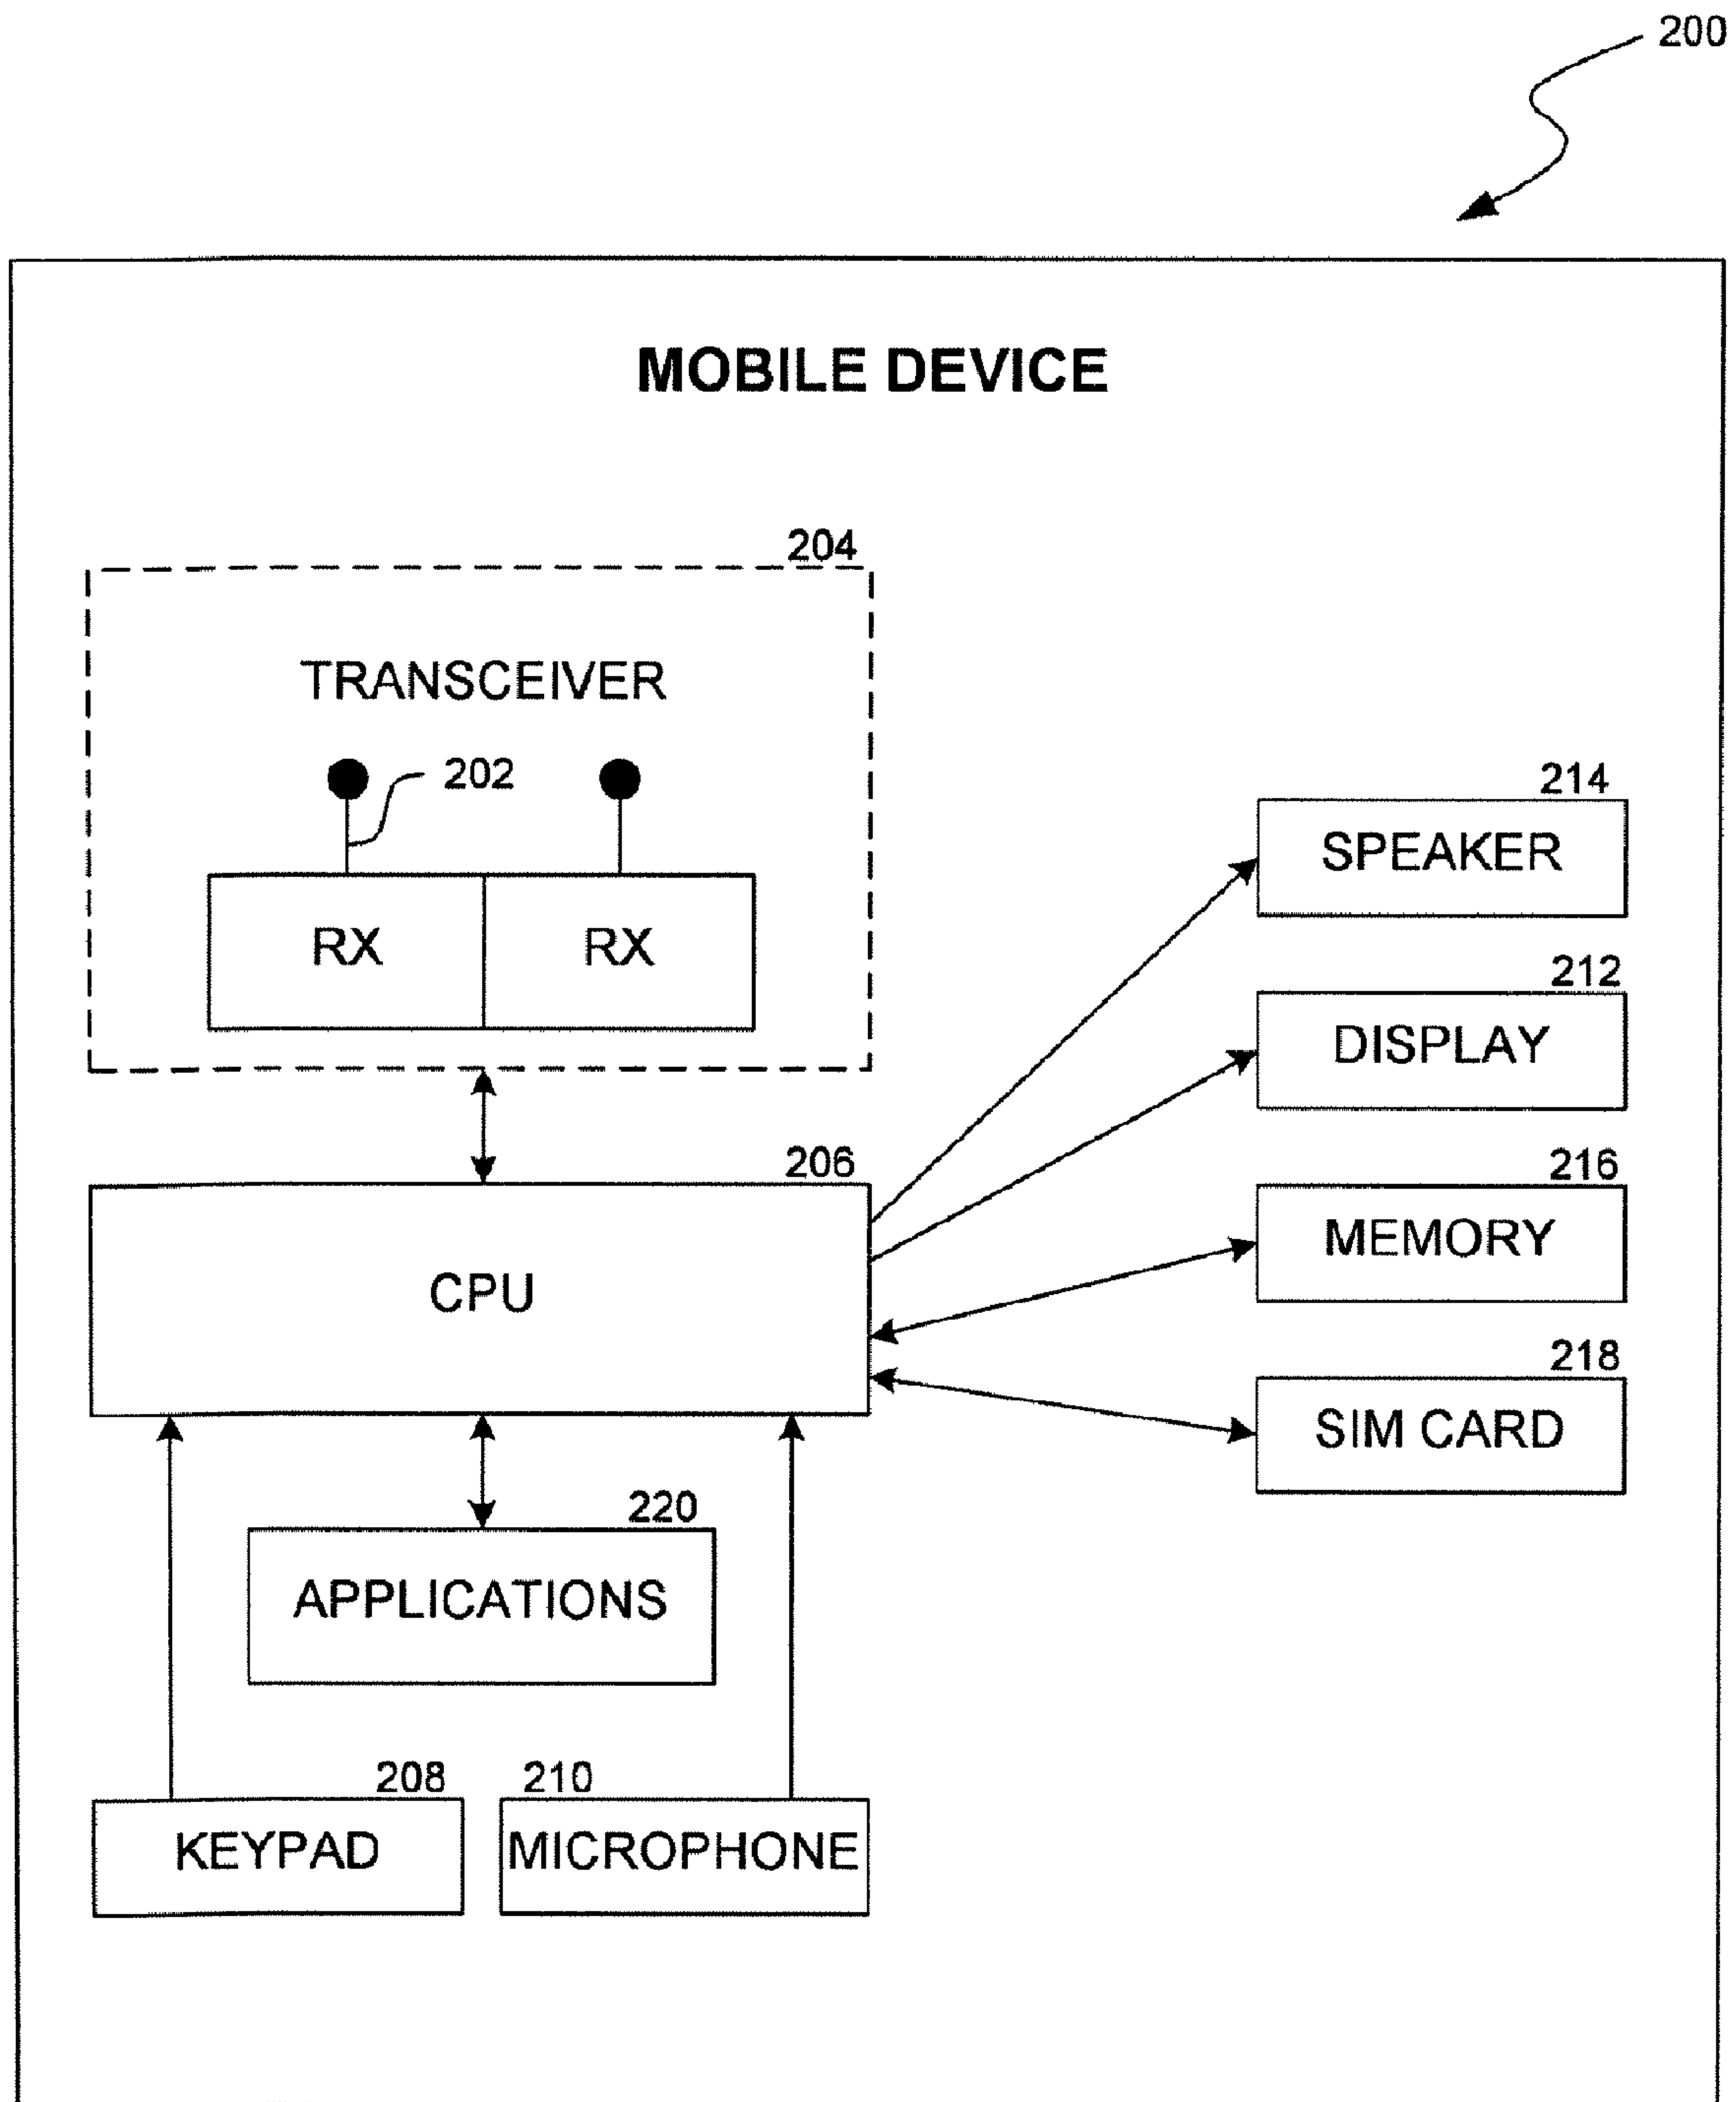 200
MOBILE DEVICE
204
TRANSCEIVER
202
RX RX
214
SPEAKER
212
DISPLAY
206
CPU
216
MEMORY
218
SIM CARD
220
APPLICATIONS
208
KEYPAD
210
MICROPHONE